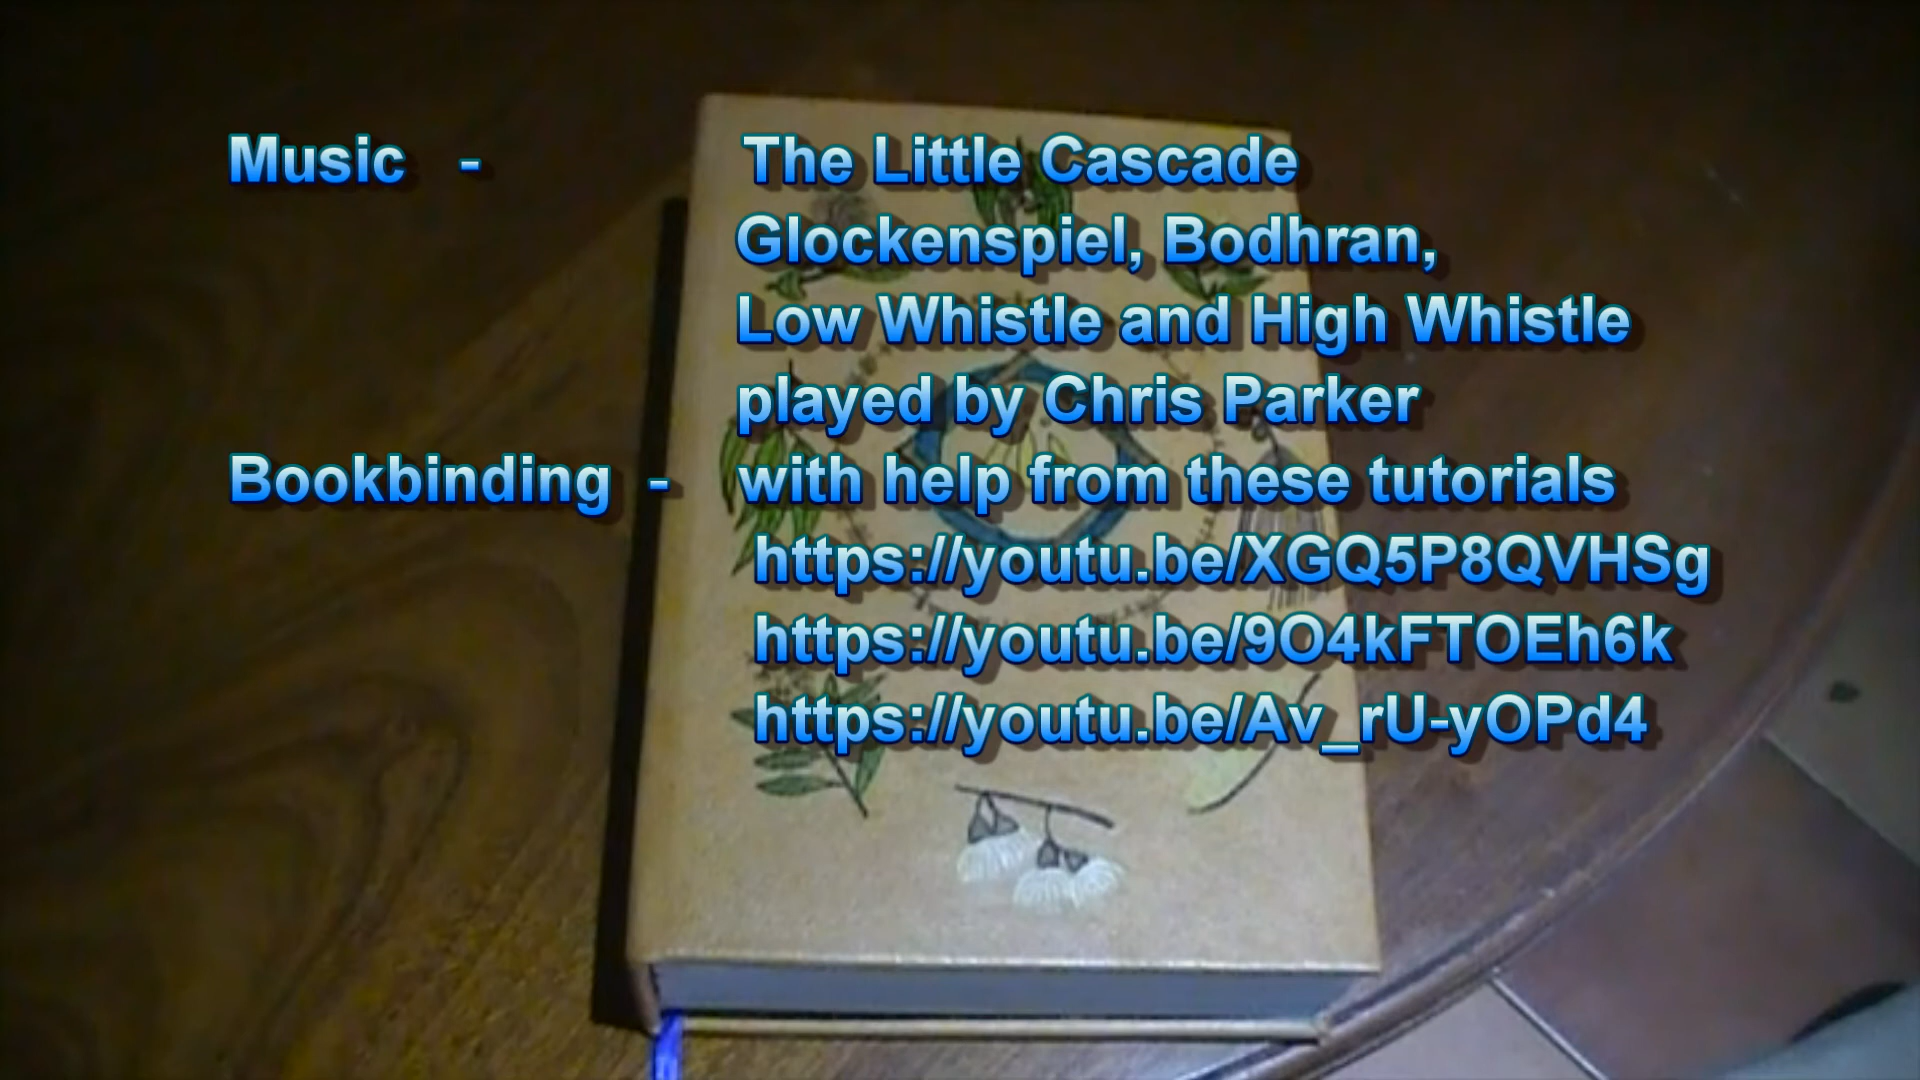 Music - The Little Cascade
Glockenspiel, Bodhran,
Low Whistle and High Whistle
played by Chris Parker
Bookbinding - with help from these tutorials
https://youtu.be/XGQ5P8QVHSg
https://youtu.be/9O4kFTOEh6k
https://youtu.be/Av_rU-yOPd4